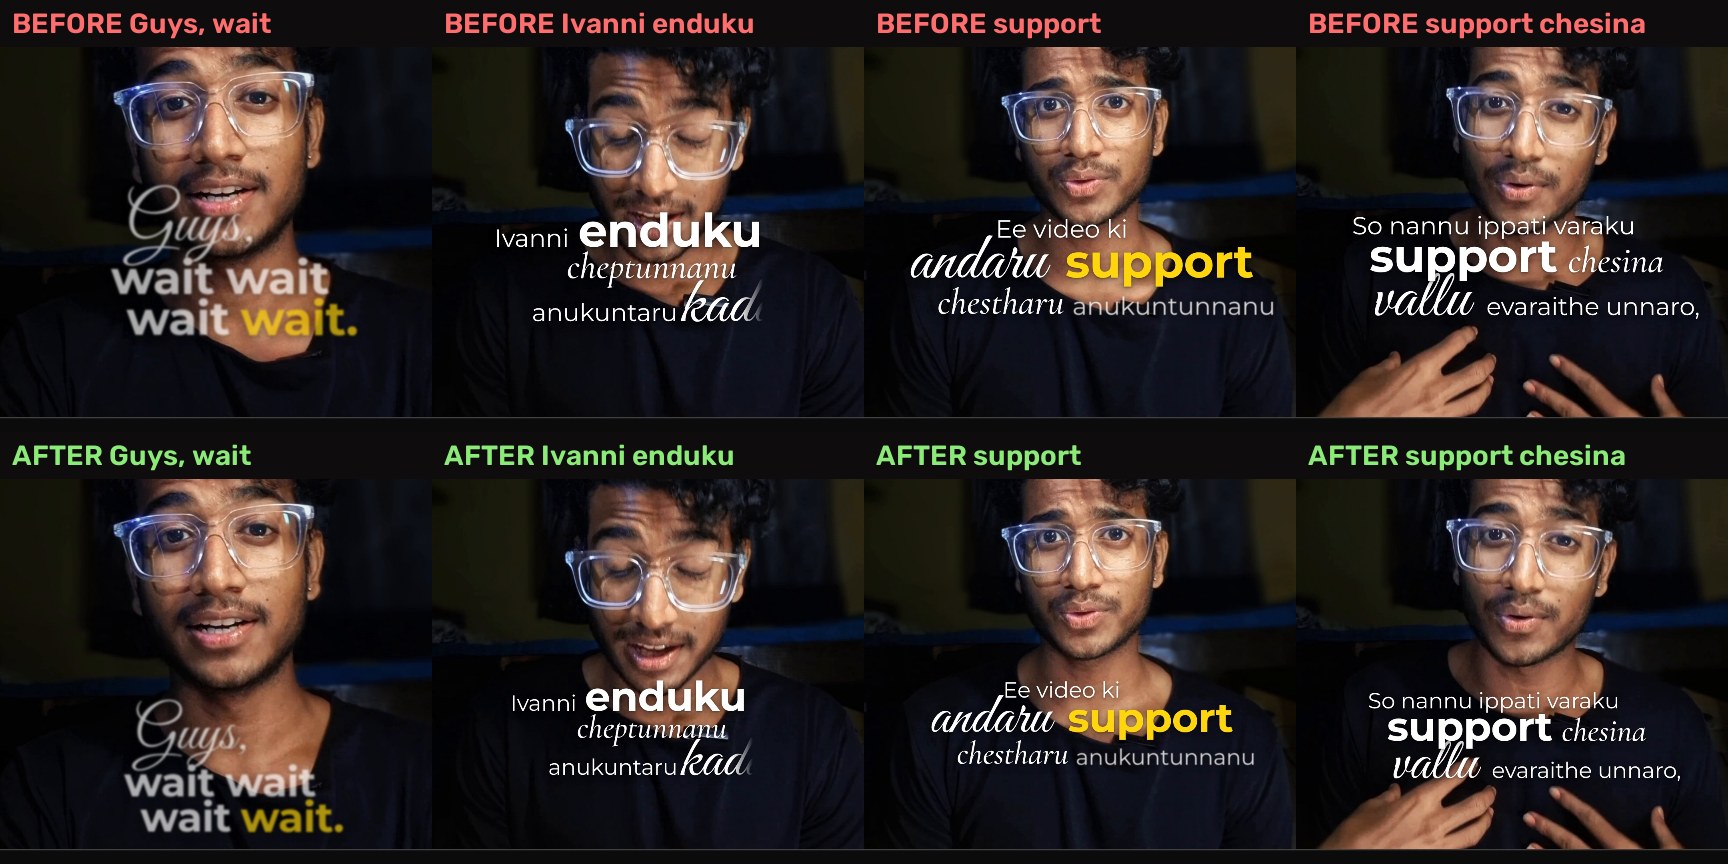 BEFORE Guys, wait
Guys,
wait wait
wait wait.
BEFORE Ivanni enduku
Ivanni enduku
cheptunnanu
anukuntaru kad
BEFORE support
Ee video ki
andaru support
chestharu anukuntunnanu
BEFORE support chesina
So nannu ippati varaku
support chesina
vallu evaraithe unnaro,
AFTER Guys, wait
Guys,
wait wait
wait wait.
AFTER Ivanni enduku
Ivanni enduku
cheptunnanu
anukuntaru kad
AFTER support
Ee video ki
andaru support
chestharu anukuntunnanu
AFTER support chesina
So nannu ippati varaku
support chesina
vallu evaraithe unnaro,